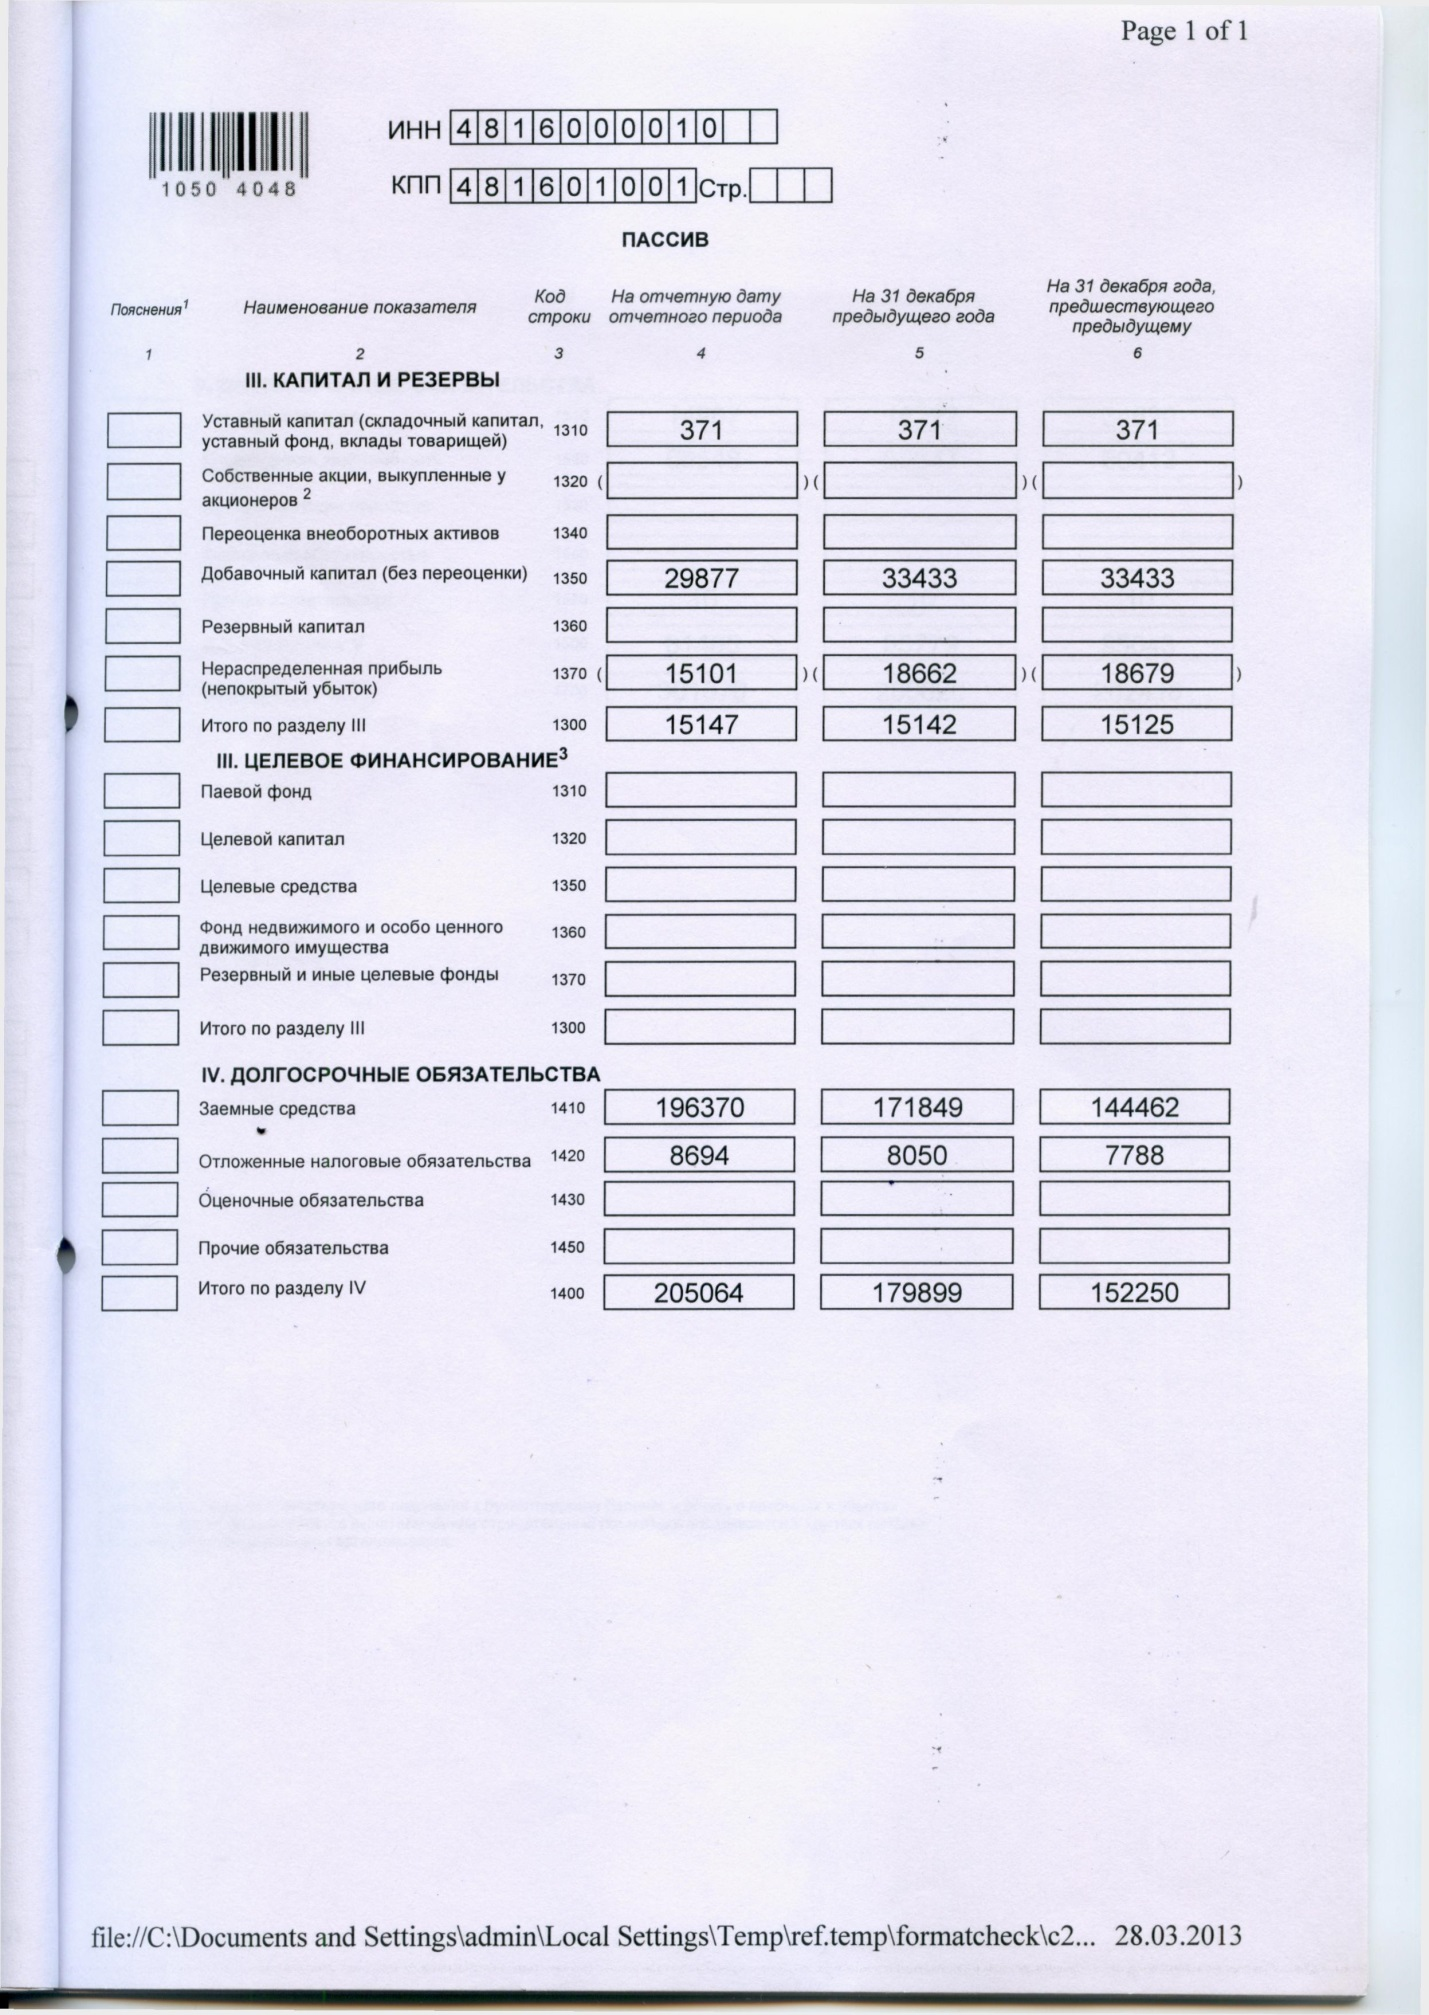 Page 1 of 1
ИНН 4816000010
1050 4048
КПП 481601001 Стр.
ПАССИВ
Пояснения1 Наименование показателя Код строки На отчетную дату отчетного периода На 31 декабря предыдущего года На 31 декабря года, предшествующего предыдущему
1 2 3 4 5 6
III. КАПИТАЛ И РЕЗЕРВЫ
Уставный капитал (складочный капитал,
уставный фонд, вклады товарищей) 1310 371 371 371
Собственные акции, выкупленные у
акционеров 2 1320 ( ) ( ) ( )
Переоценка внеоборотных активов 1340
Добавочный капитал (без переоценки) 1350 29877 33433 33433
Резервный капитал 1360
Нераспределенная прибыль
(непокрытый убыток) 1370 ( 15101 ) ( 18662 ) ( 18679 )
Итого по разделу III 1300 15147 15142 15125
III. ЦЕЛЕВОЕ ФИНАНСИРОВАНИЕ3
Паевой фонд 1310
Целевой капитал 1320
Целевые средства 1350
Фонд недвижимого и особо ценного
движимого имущества 1360
Резервный и иные целевые фонды 1370
Итого по разделу III 1300
IV. ДОЛГОСРОЧНЫЕ ОБЯЗАТЕЛЬСТВА
Заемные средства 1410 196370 171849 144462
Отложенные налоговые обязательства 1420 8694 8050 7788
Оценочные обязательства 1430
Прочие обязательства 1450
Итого по разделу IV 1400 205064 179899 152250
file://C:\Documents and Settings\admin\Local Settings\Temp\ref.temp\formatcheck\c2... 28.03.2013